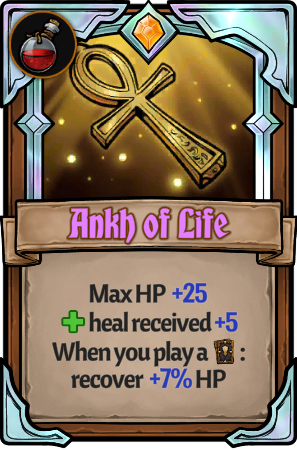 Ankh of Life
Max HP +25
heal received +5
When you play a :
recover +7% HP